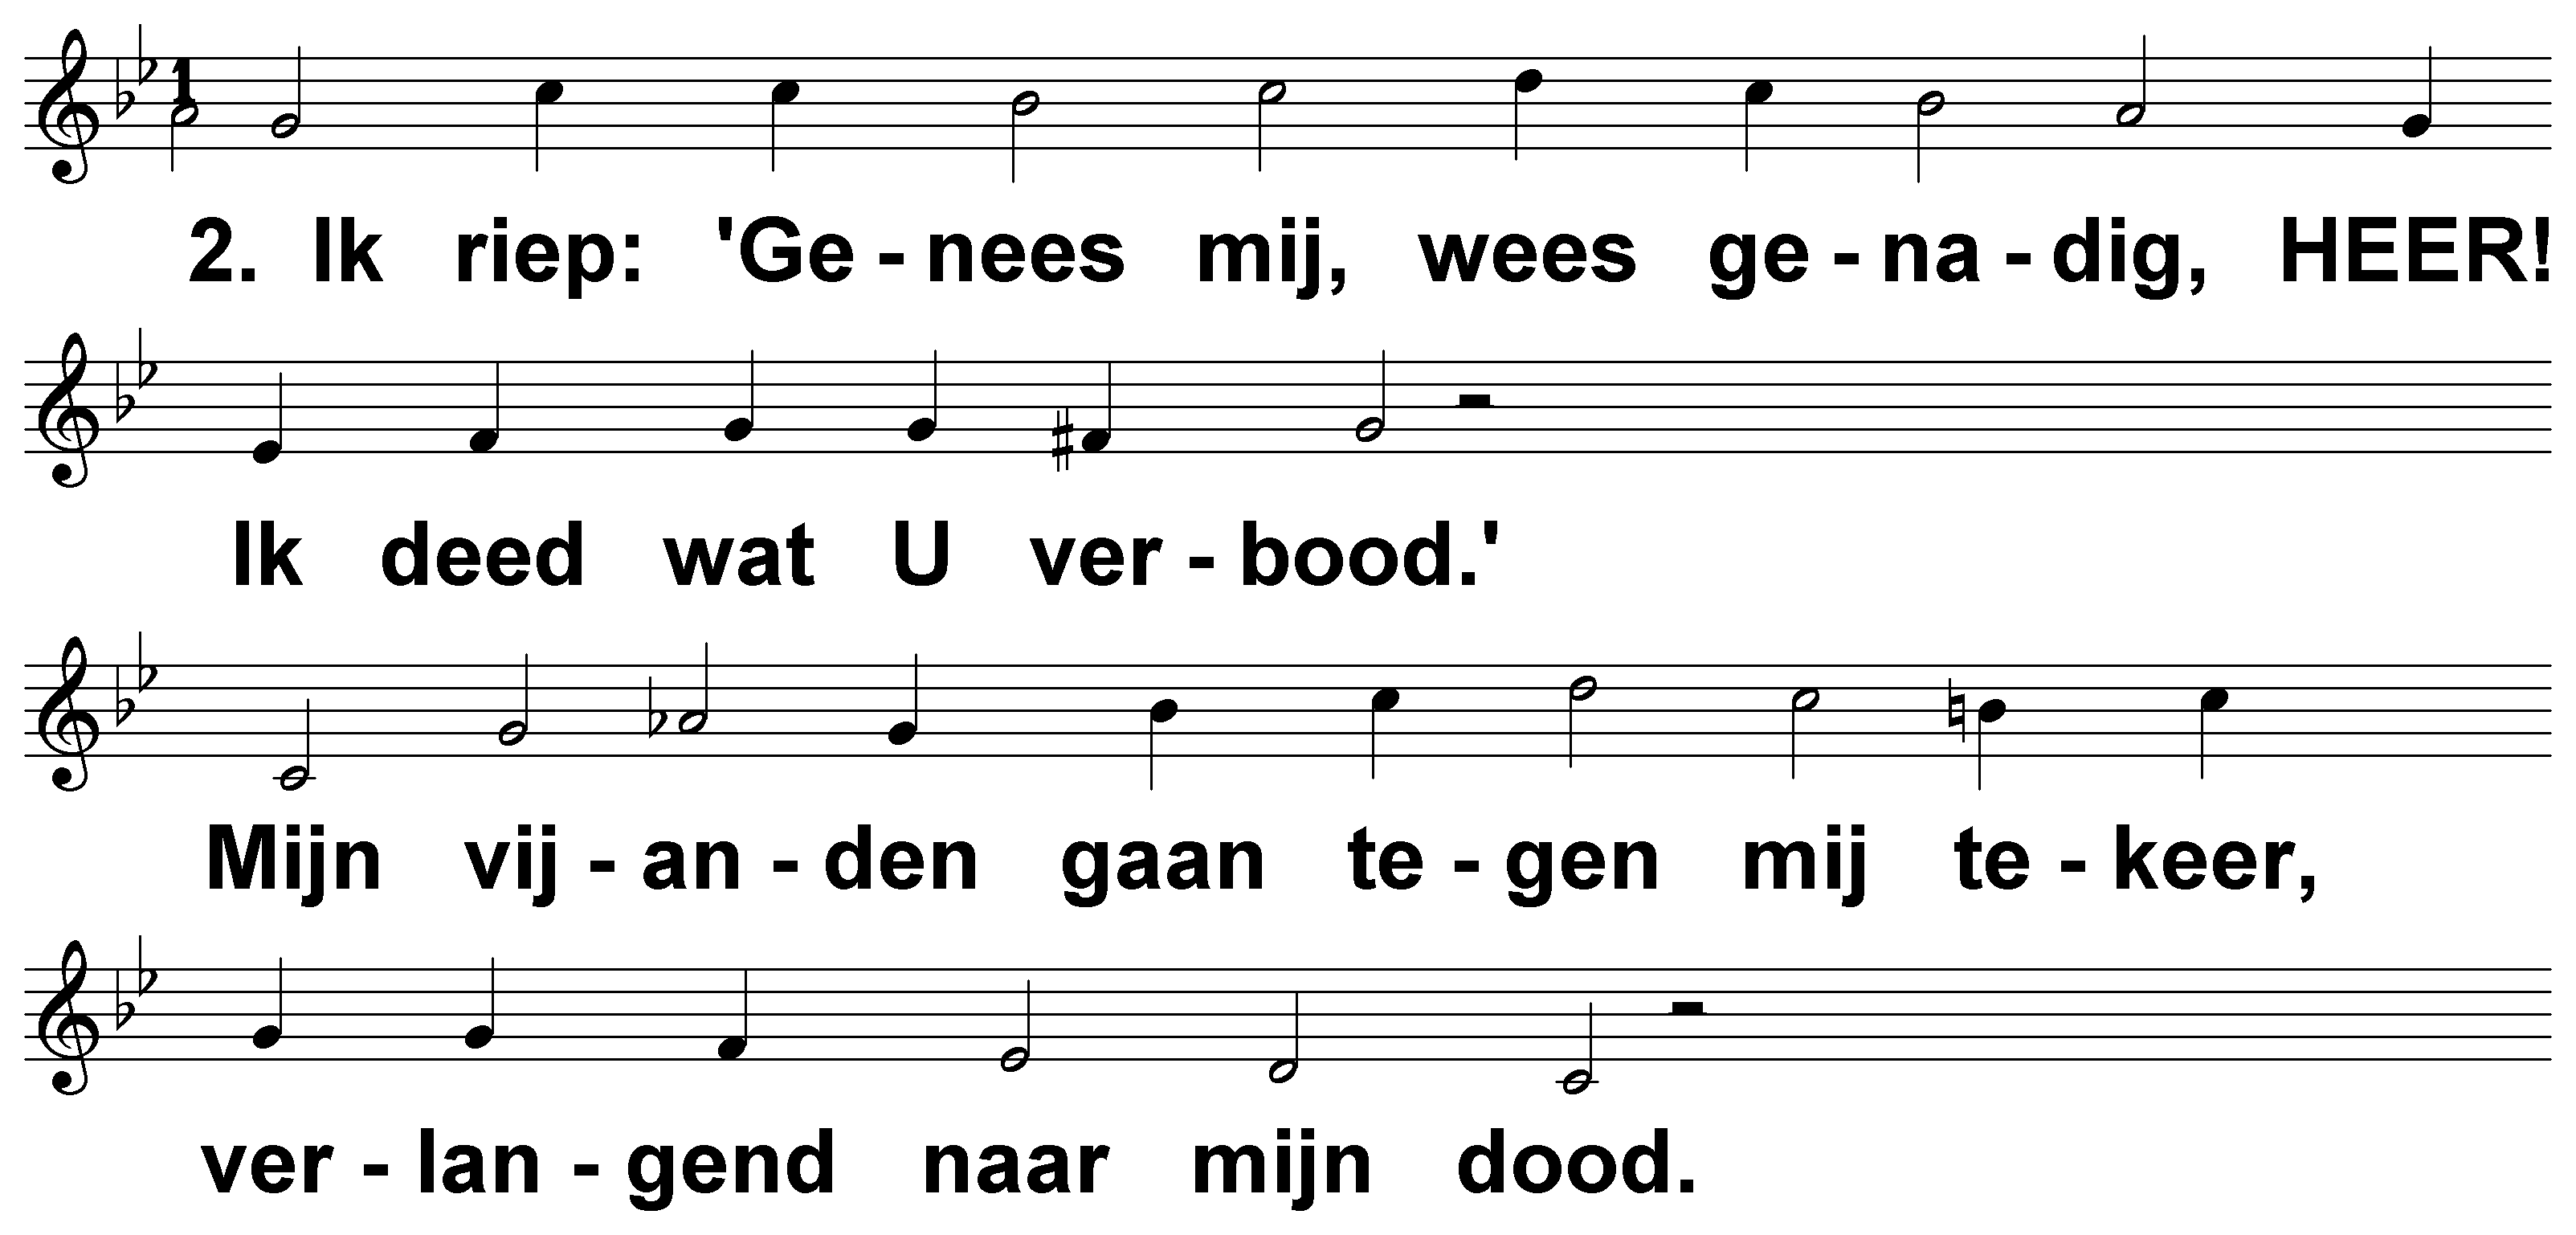 1
2. Ik riep: 'Ge - nees mij, wees ge - na - dig, HEER!
Ik deed wat U ver - bood.'
Mijn vij - an - den gaan te - gen mij te - keer,
ver - lan - gend naar mijn dood.